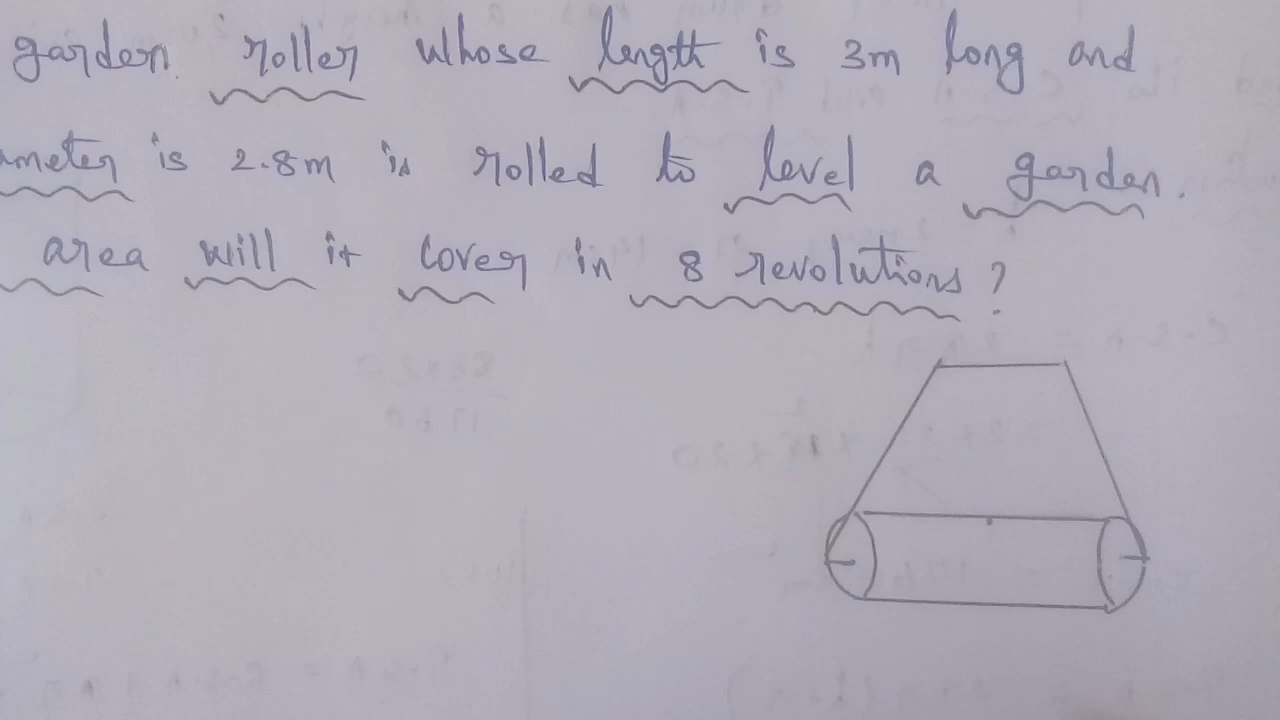 garden roller whose length is 3m long and
meter is 2.8m is rolled to level a garden.
area will it cover in 8 revolutions?